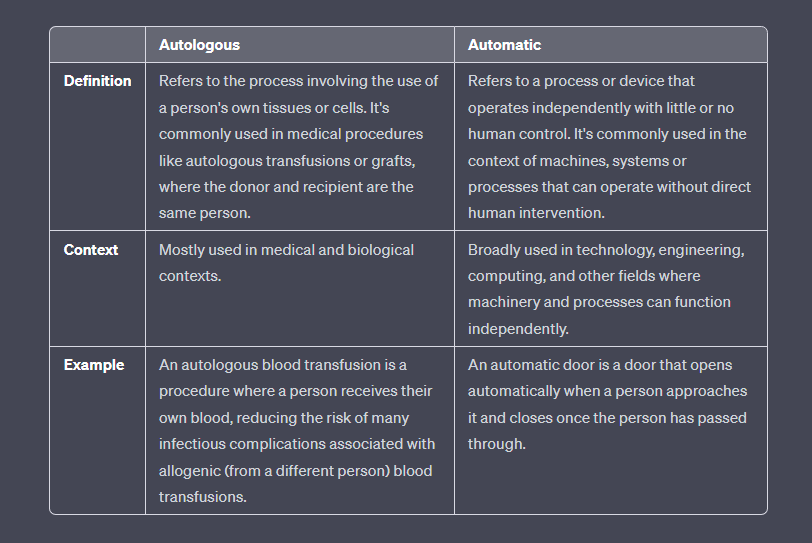 Autologous
Automatic
Definition
Refers to the process involving the use of
a person's own tissues or cells. It's
commonly used in medical procedures
like autologous transfusions or grafts,
where the donor and recipient are the
same person.
Refers to a process or device that
operates independently with little or no
human control. It's commonly used in the
context of machines, systems or
processes that can operate without direct
human intervention.
Context
Mostly used in medical and biological
contexts.
Broadly used in technology, engineering,
computing, and other fields where
machinery and processes can function
independently.
Example
An autologous blood transfusion is a
procedure where a person receives their
own blood, reducing the risk of many
infectious complications associated with
allogenic (from a different person) blood
transfusions.
An automatic door is a door that opens
automatically when a person approaches
it and closes once the person has passed
through.